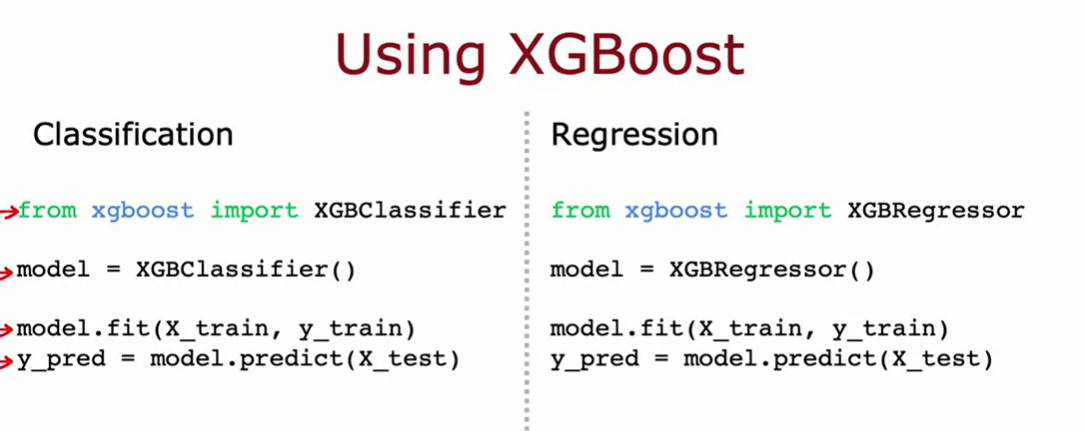 Using XGBoost
Classification
from xgboost import XGBClassifier
model = XGBClassifier()
model.fit(X_train, y_train)
y_pred = model.predict(X_test)
Regression
from xgboost import XGBRegressor
model = XGBRegressor()
model.fit(X_train, y_train)
y_pred = model.predict(X_test)